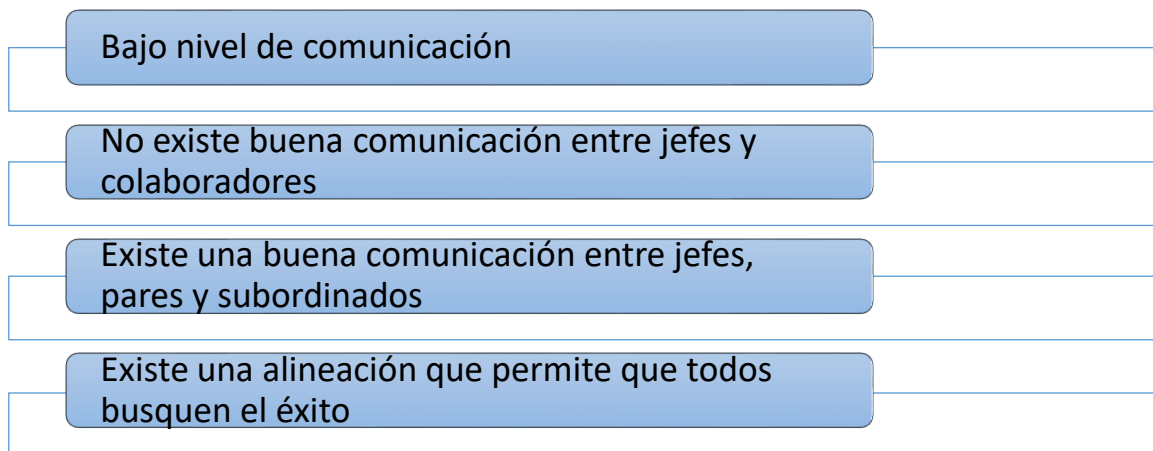 Bajo nivel de comunicación
No existe buena comunicación entre jefes y
colaboradores
Existe una buena comunicación entre jefes,
pares y subordinados
Existe una alineación que permite que todos
busquen el éxito